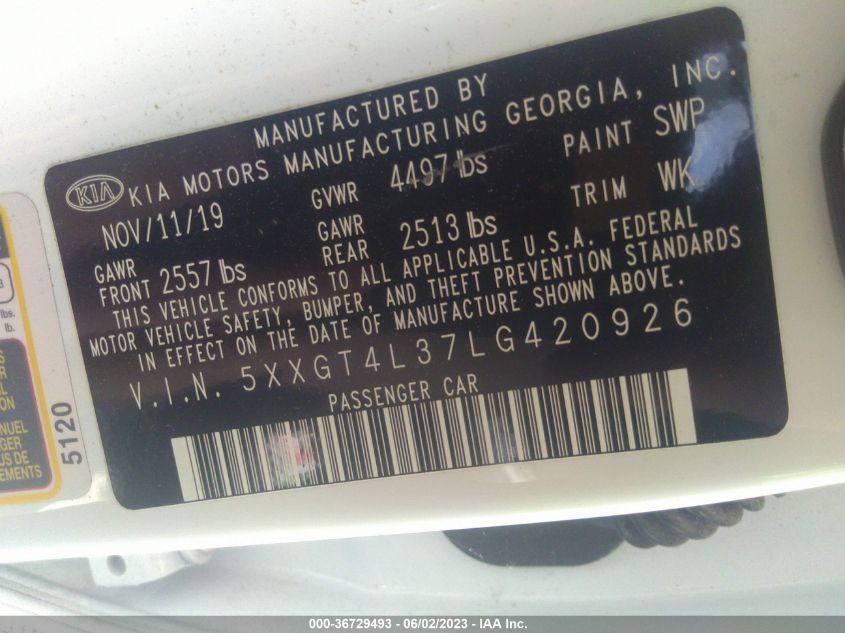 MANUFACTURED BY
KIA KIA MOTORS MANUFACTURING GEORGIA, INC.
NOV/11/19 GVWR 4497 lbs PAINT SWP
GAWR FRONT 2557 lbs GAWR REAR 2513 lbs TRIM WK
THIS VEHICLE CONFORMS TO ALL APPLICABLE U.S.A. FEDERAL
MOTOR VEHICLE SAFETY, BUMPER, AND THEFT PREVENTION STANDARDS
IN EFFECT ON THE DATE OF MANUFACTURE SHOWN ABOVE.
V.I.N. 5XXGT4L37LG420926
PASSENGER CAR
5120
lbs.
lb.
000-36729493 - 06/02/2023 - IAA Inc.